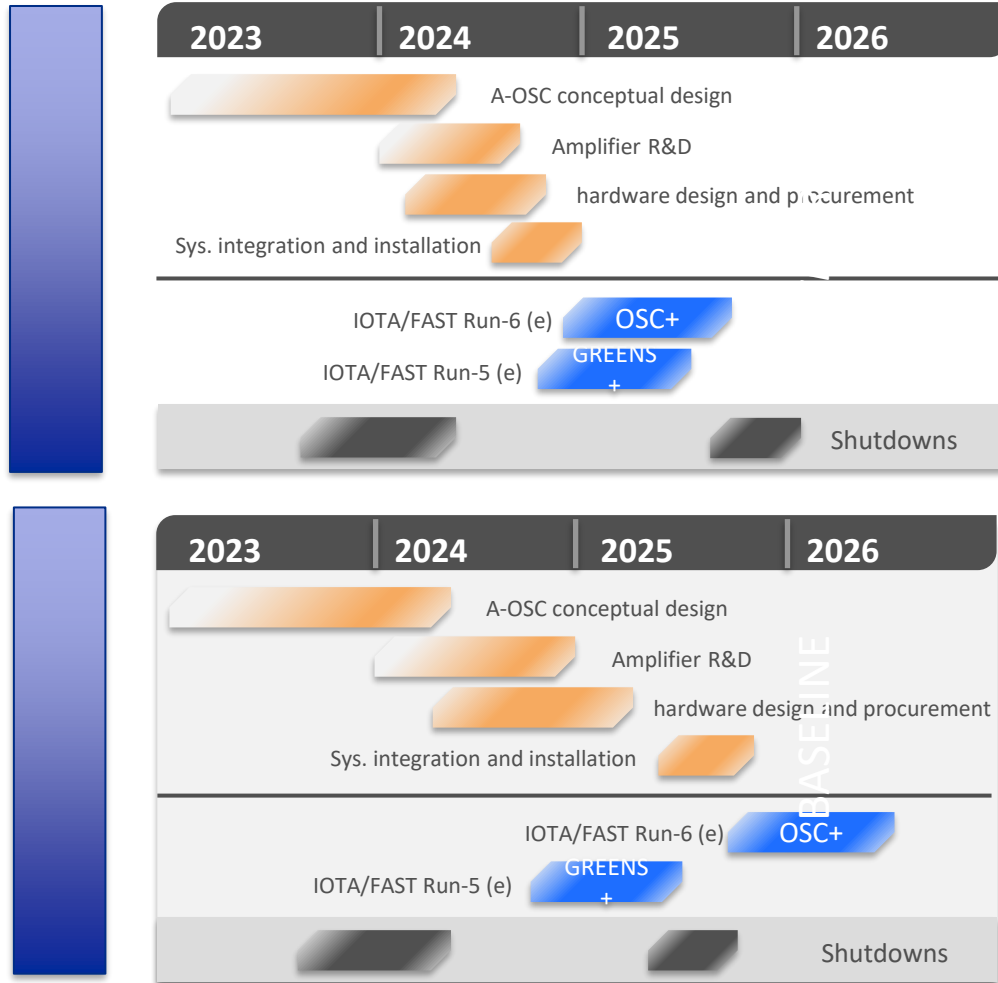 2023 2024 2025 2026
A-OSC conceptual design
Amplifier R&D
hardware design and procurement
Sys. integration and installation
IOTA/FAST Run-6 (e) OSC+
IOTA/FAST Run-5 (e) GREENS
+
Shutdowns
2023 2024 2025 2026
A-OSC conceptual design
Amplifier R&D
hardware design and procurement
Sys. integration and installation
BASELINE
IOTA/FAST Run-6 (e) OSC+
IOTA/FAST Run-5 (e) GREENS
+
Shutdowns